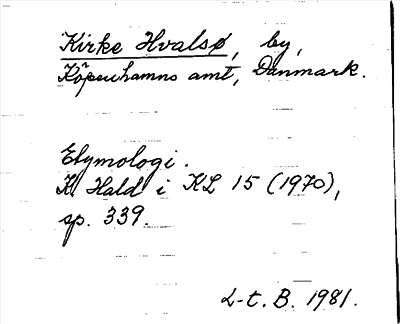 Kirke Hvalsø, by,
Köpenhamns amt, Danmark.
Etymologi.
K Hald i KL 15 (1970),
sp. 339.
L-t. B. 1981.